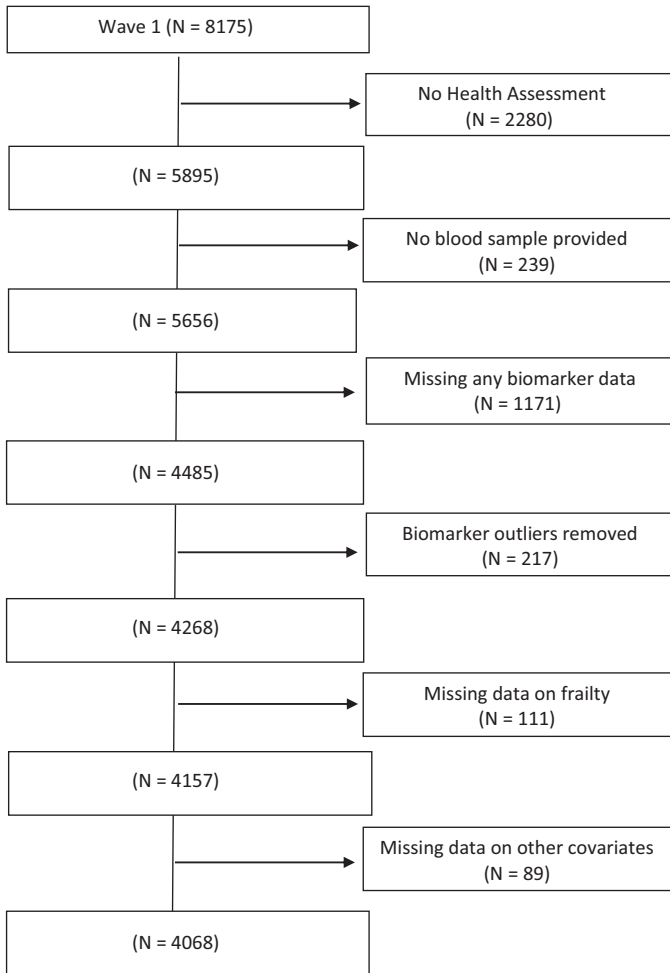 Wave 1 (N = 8175)
No Health Assessment
(N = 2280)
(N = 5895)
No blood sample provided
(N = 239)
(N = 5656)
Missing any biomarker data
(N = 1171)
(N = 4485)
Biomarker outliers removed
(N = 217)
(N = 4268)
Missing data on frailty
(N = 111)
(N = 4157)
Missing data on other covariates
(N = 89)
(N = 4068)